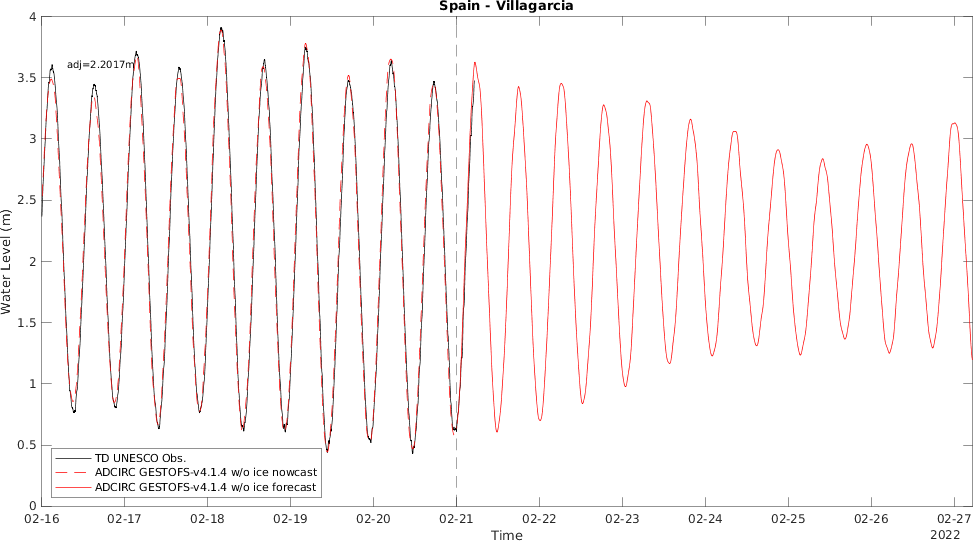 Spain - Villagarcia
4
3.5
3
2.5
2
1.5
1
0.5
0
Water Level (m)
adj=2.2017m
TD UNESCO Obs.
ADCIRC GESTOFS-v4.1.4 w/o ice nowcast
ADCIRC GESTOFS-v4.1.4 w/o ice forecast
02-16 02-17 02-18 02-19 02-20 02-21 02-22 02-23 02-24 02-25 02-26 02-27
2022
Time